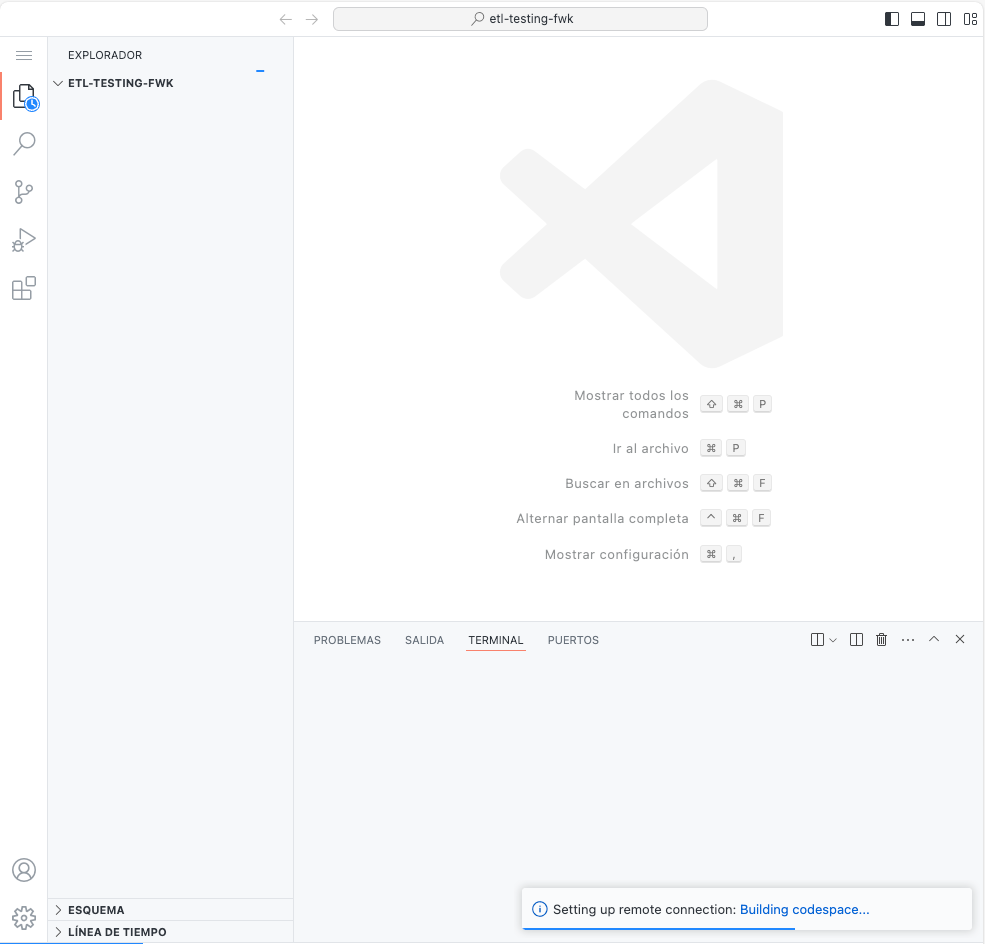 etl-testing-fwk
EXPLORADOR
ETL-TESTING-FWK
Mostrar todos los
comandos
⇧ ⌘ P
Ir al archivo ⌘ P
Buscar en archivos ⇧ ⌘ F
Alternar pantalla completa ^ ⌘ F
Mostrar configuración ⌘ ,
PROBLEMAS SALIDA TERMINAL PUERTOS
ESQUEMA
LÍNEA DE TIEMPO
Setting up remote connection: Building codespace...